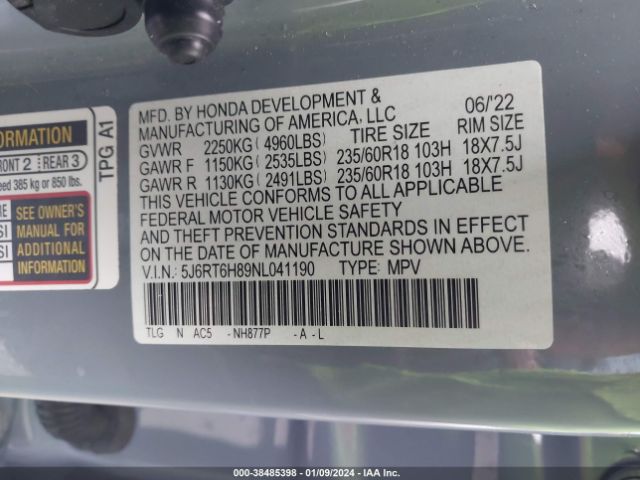 ORMATION
RONT 2 REAR 3
eed 385 kg or 850 lbs.
SEE OWNER'S
MANUAL FOR
ADDITIONAL
INFORMATION
TPG A1
MFD. BY HONDA DEVELOPMENT &
MANUFACTURING OF AMERICA, LLC 06/'22
GVWR 2250KG (4960LBS) TIRE SIZE RIM SIZE
GAWR F 1150KG (2535LBS) 235/60R18 103H 18X7.5J
GAWR R 1130KG (2491LBS) 235/60R18 103H 18X7.5J
THIS VEHICLE CONFORMS TO ALL APPLICABLE
FEDERAL MOTOR VEHICLE SAFETY
AND THEFT PREVENTION STANDARDS IN EFFECT
ON THE DATE OF MANUFACTURE SHOWN ABOVE.
V.I.N.: 5J6RT6H89NL041190 TYPE: MPV
TLG N AC5 -NH877P -A -L
000-38485398 - 01/09/2024 - IAA Inc.